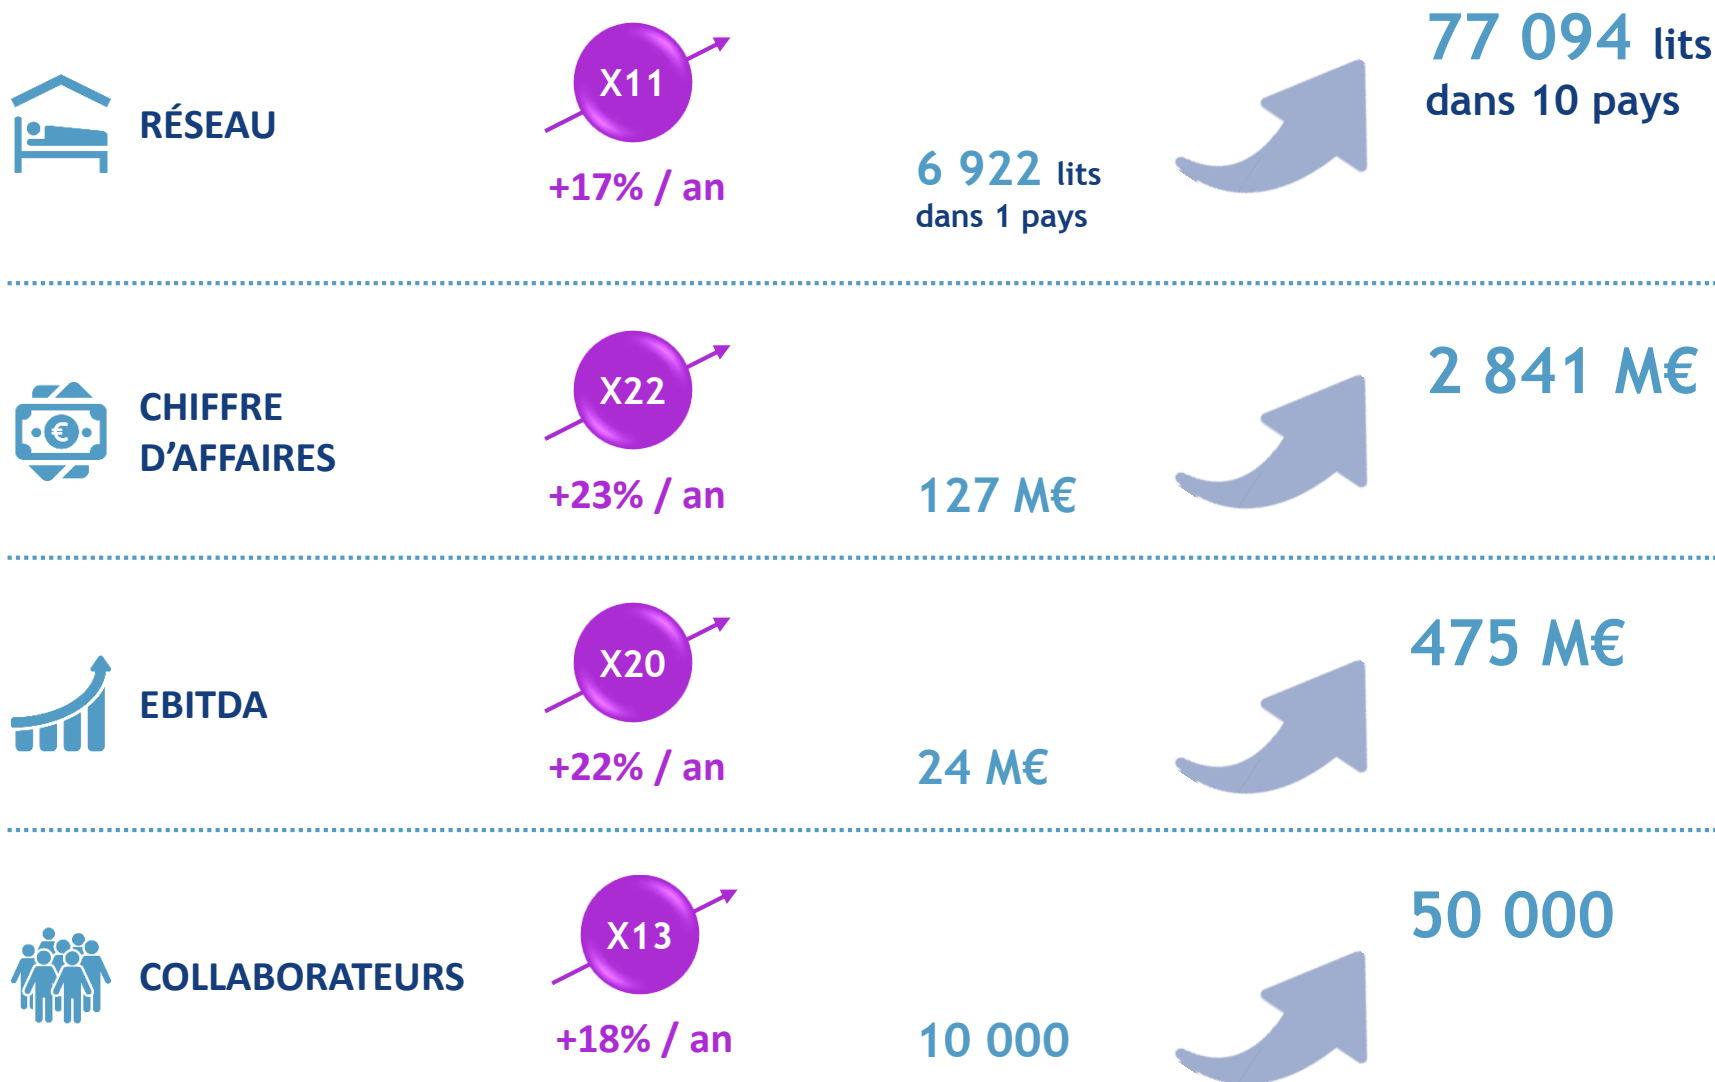 RÉSEAU
X11
+17% / an
6 922 lits
dans 1 pays
77 094 lits
dans 10 pays
CHIFFRE
D'AFFAIRES
€
X22
+23% / an
127 M€
2 841 M€
EBITDA
X20
+22% / an
24 M€
475 M€
COLLABORATEURS
X13
+18% / an
10 000
50 000